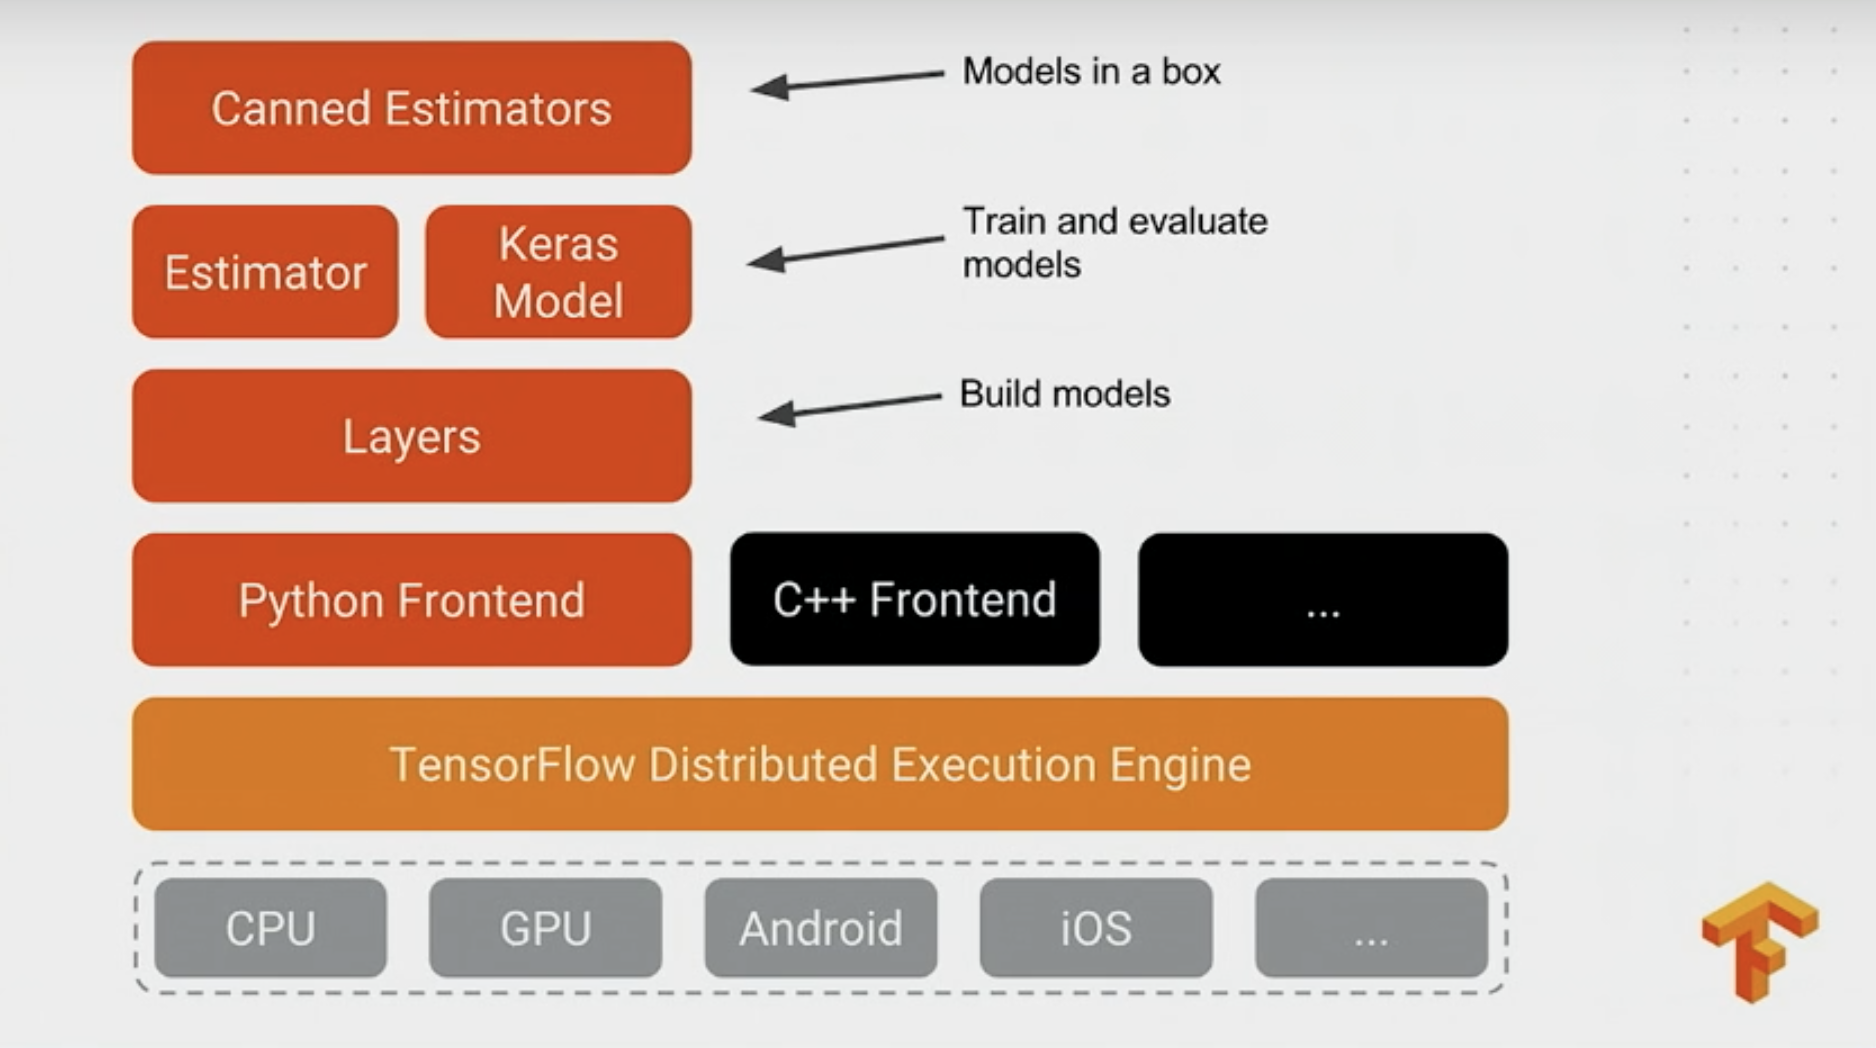 Canned Estimators
Models in a box
Estimator
Keras
Model
Train and evaluate
models
Layers
Build models
Python Frontend
C++ Frontend
...
TensorFlow Distributed Execution Engine
CPU
GPU
Android
iOS
...